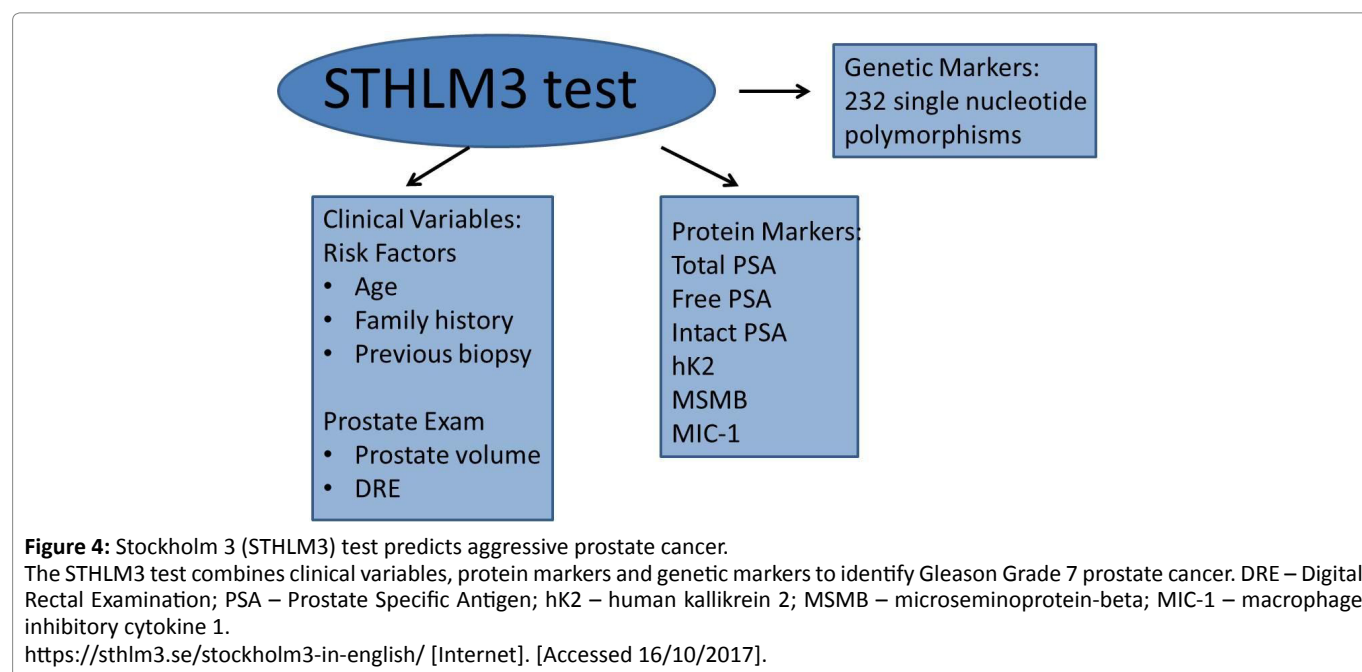 STHLM3 test
Genetic Markers:
232 single nucleotide
polymorphisms
Clinical Variables:
Risk Factors
• Age
• Family history
• Previous biopsy
Prostate Exam
• Prostate volume
• DRE
Protein Markers:
Total PSA
Free PSA
Intact PSA
hK2
MSMB
MIC-1
Figure 4: Stockholm 3 (STHLM3) test predicts aggressive prostate cancer.
The STHLM3 test combines clinical variables, protein markers and genetic markers to identify Gleason Grade 7 prostate cancer. DRE – Digital
Rectal Examination; PSA – Prostate Specific Antigen; hK2 – human kallikrein 2; MSMB – microseminoprotein-beta; MIC-1 – macrophage
inhibitory cytokine 1.
https://sthlm3.se/stockholm3-in-english/ [Internet]. [Accessed 16/10/2017].